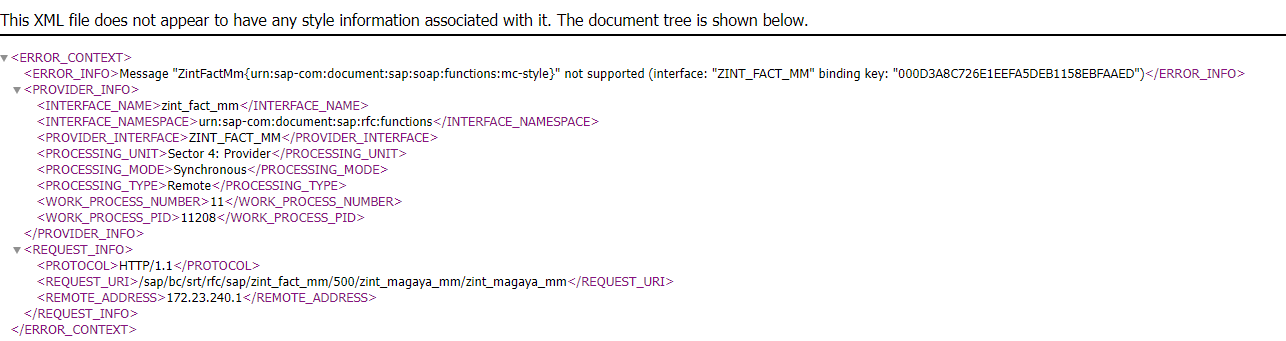 This XML file does not appear to have any style information associated with it. The document tree is shown below.
<ERROR_CONTEXT>
<ERROR_INFO>Message "ZintFactMm{urn:sap-com:document:sap:soap:functions:mc-style}" not supported (interface: "ZINT_FACT_MM" binding key: "000D3A8C726E1EEFA5DEB1158EBFAAED")</ERROR_INFO>
<PROVIDER_INFO>
<INTERFACE_NAME>zint_fact_mm</INTERFACE_NAME>
<INTERFACE_NAMESPACE>urn:sap-com:document:sap:rfc:functions</INTERFACE_NAMESPACE>
<PROVIDER_INTERFACE>ZINT_FACT_MM</PROVIDER_INTERFACE>
<PROCESSING_UNIT>Sector 4: Provider</PROCESSING_UNIT>
<PROCESSING_MODE>Synchronous</PROCESSING_MODE>
<PROCESSING_TYPE>Remote</PROCESSING_TYPE>
<WORK_PROCESS_NUMBER>11</WORK_PROCESS_NUMBER>
<WORK_PROCESS_PID>11208</WORK_PROCESS_PID>
</PROVIDER_INFO>
<REQUEST_INFO>
<PROTOCOL>HTTP/1.1</PROTOCOL>
<REQUEST_URI>/sap/bc/srt/rfc/sap/zint_fact_mm/500/zint_magaya_mm/zint_magaya_mm</REQUEST_URI>
<REMOTE_ADDRESS>172.23.240.1</REMOTE_ADDRESS>
</REQUEST_INFO>
</ERROR_CONTEXT>